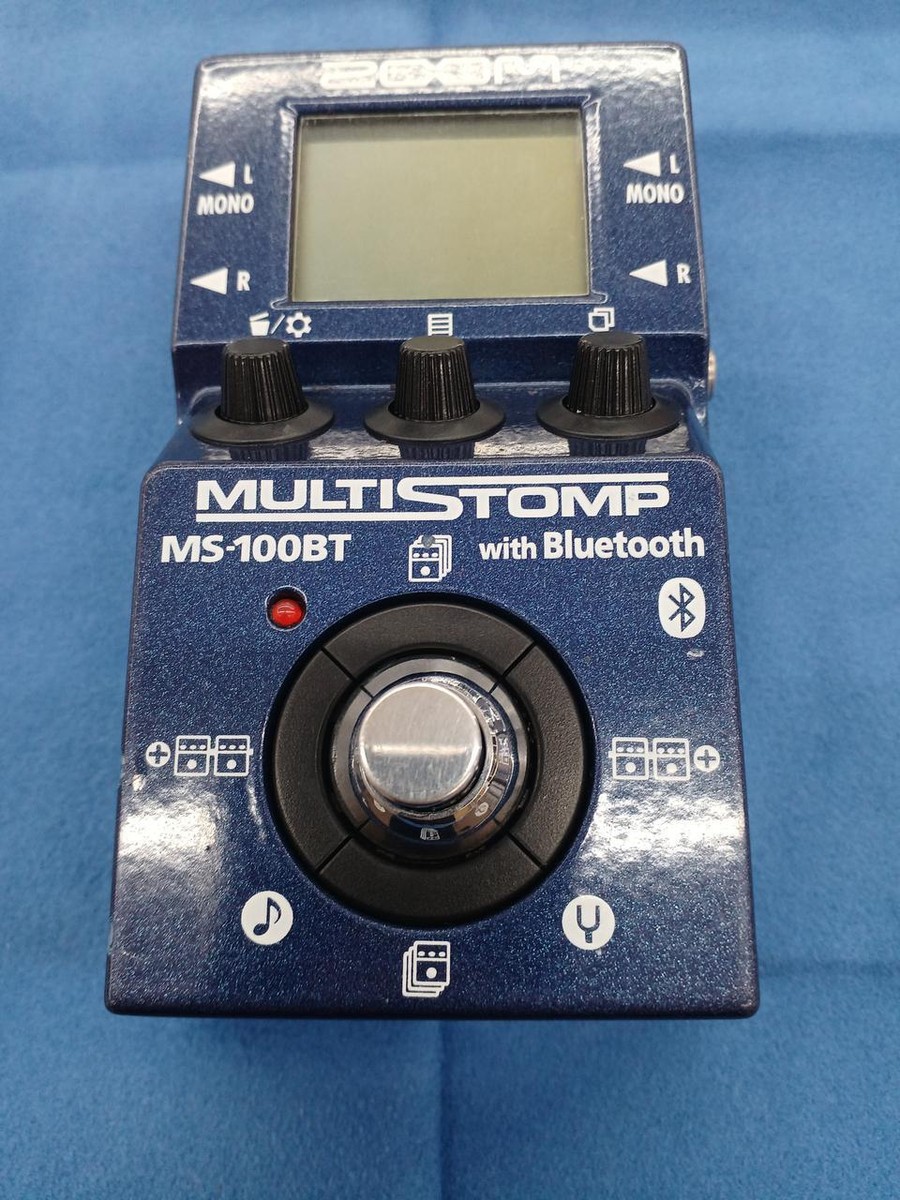 ZOOM
L
MONO
R
L
MONO
R
MULTISTOMP
MS-100BT
with Bluetooth